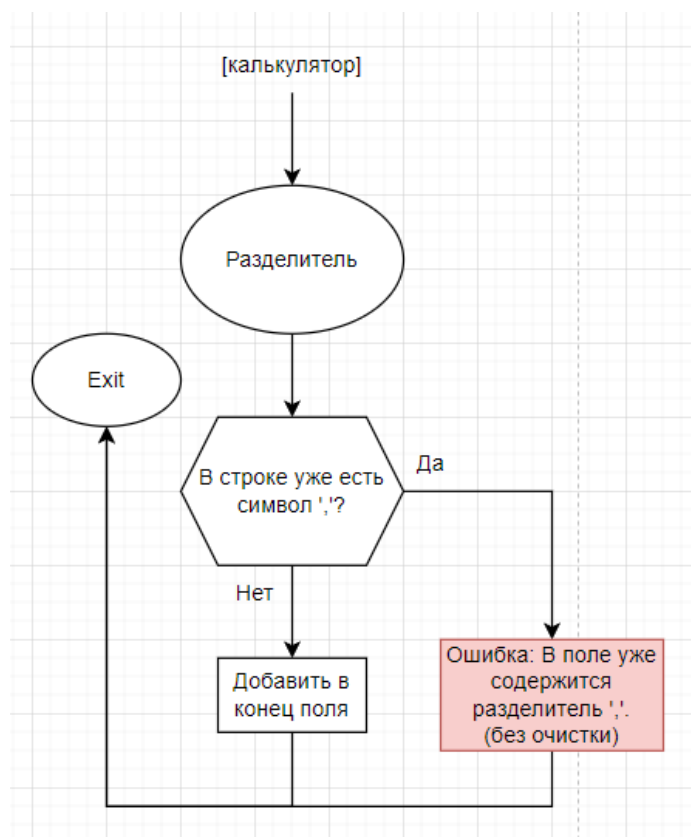 [калькулятор]
Разделитель
Exit
В строке уже есть
символ ','?
Да
Нет
Добавить в
конец поля
Ошибка: В поле уже
содержится
разделитель ','.
(без очистки)